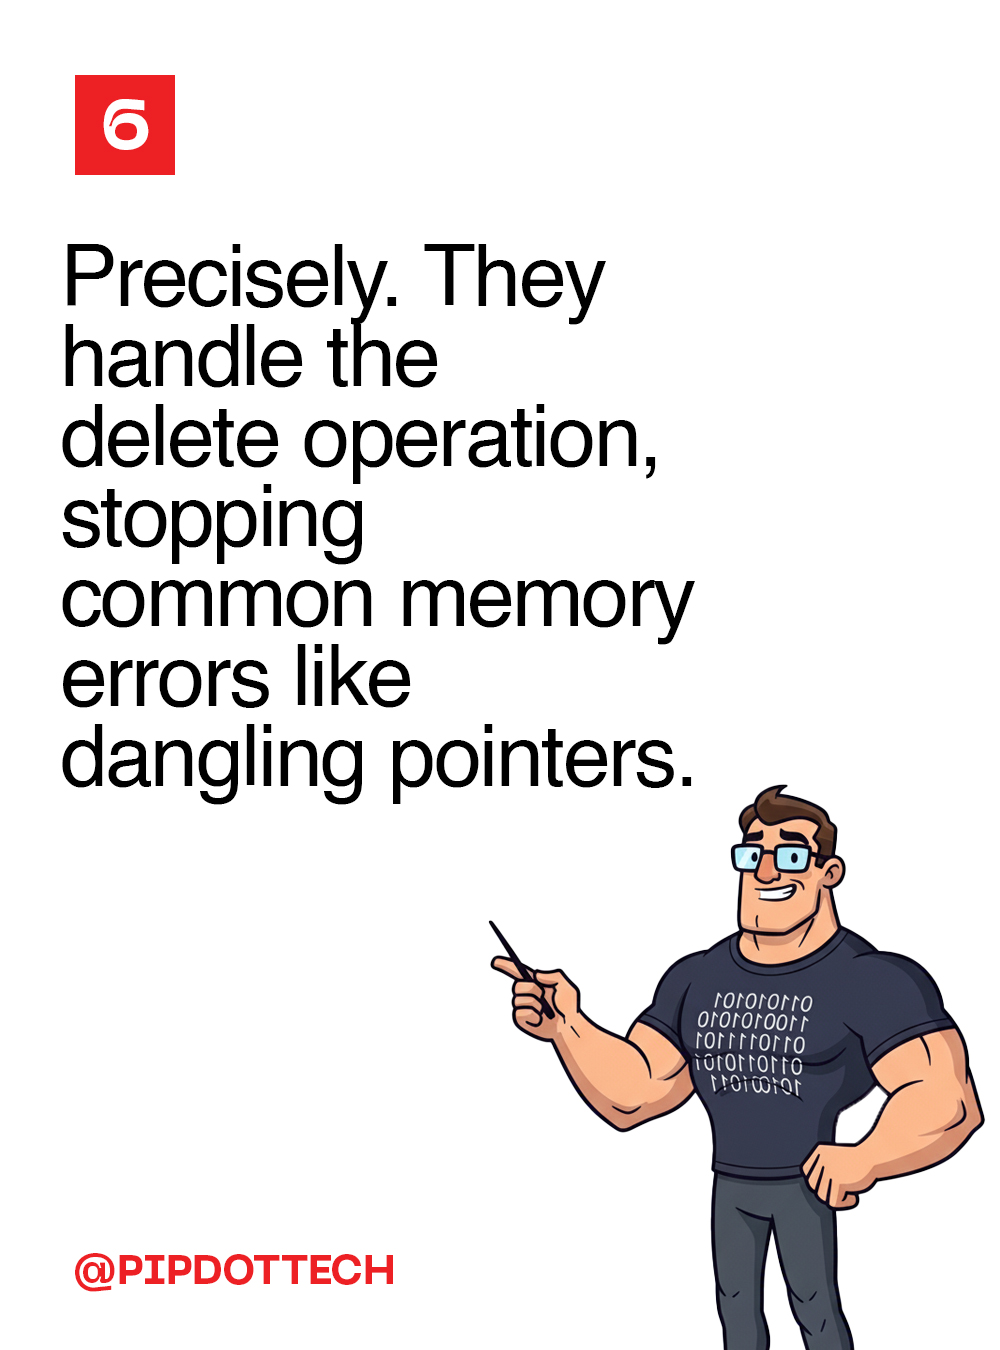 6
Precisely. They
handle the
delete operation,
stopping
common memory
errors like
dangling pointers.
@PIPDOTTECH